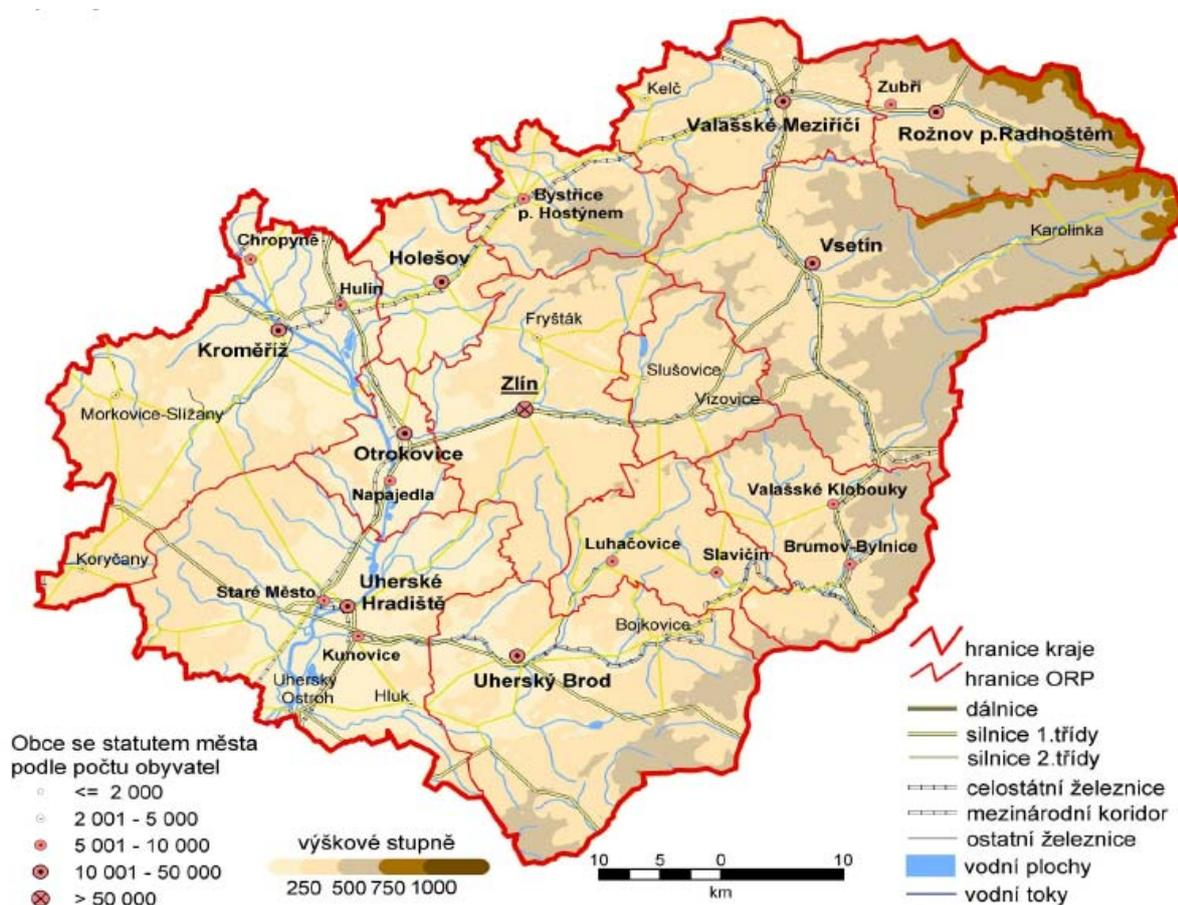 Kelč
Zubří
Valašské Meziříčí
Rožnov p.Radhoštěm
Bystřice
p. Hostýnem
Karolinka
Chropyně
Holešov
Vsetín
Hulín
Fryšták
Kroměříž
Slušovice
Zlín
Morkovice-Slížany
Vizovice
Otrokovice
Napajedla
Valašské Klobouky
Luhačovice
Slavičín
Brumov-Bylnice
Koryčany
Staré Město
Uherské
Hradiště
Bojkovice
Kunovice
Uherský Brod
Uherský
Ostroh
Hluk
Obce se statutem města
podle počtu obyvatel
<= 2 000
2 001 - 5 000
5 001 - 10 000
10 001 - 50 000
> 50 000
výškové stupně
250 500 750 1000
10 0 10
km
hranice kraje
hranice ORP
dálnice
silnice 1.třídy
silnice 2.třídy
celostátní železnice
mezinárodní koridor
ostatní železnice
vodní plochy
vodní toky